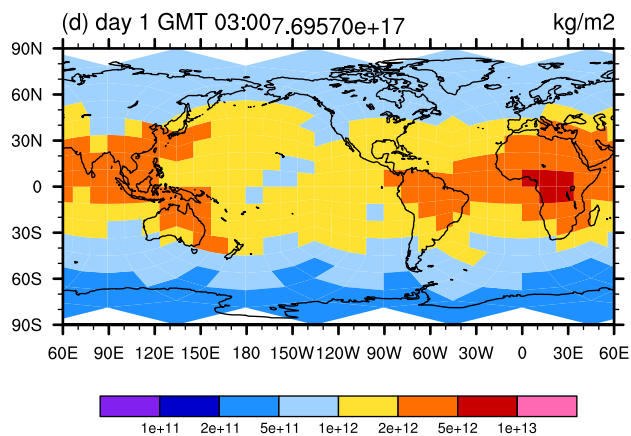 (d) day 1 GMT 03:00 7.69570e+17 kg/m2
90N
60N
30N
0
30S
60S
90S
60E 90E 120E 150E 180 150W 120W 90W 60W 30W 0 30E 60E
1e+11 2e+11 5e+11 1e+12 2e+12 5e+12 1e+13